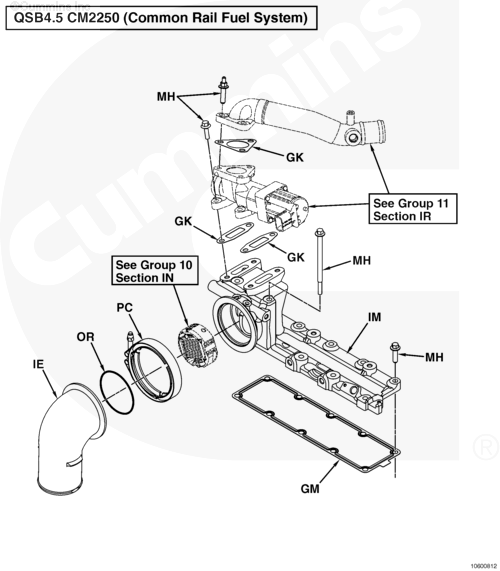 ©Cummins Inc
QSB4.5 CM2250 (Common Rail Fuel System)
MH
GK
See Group 11
Section IR
GK
GK
MH
See Group 10
Section IN
PC
IM
OR
MH
IE
GM
Cummins
®
10600812